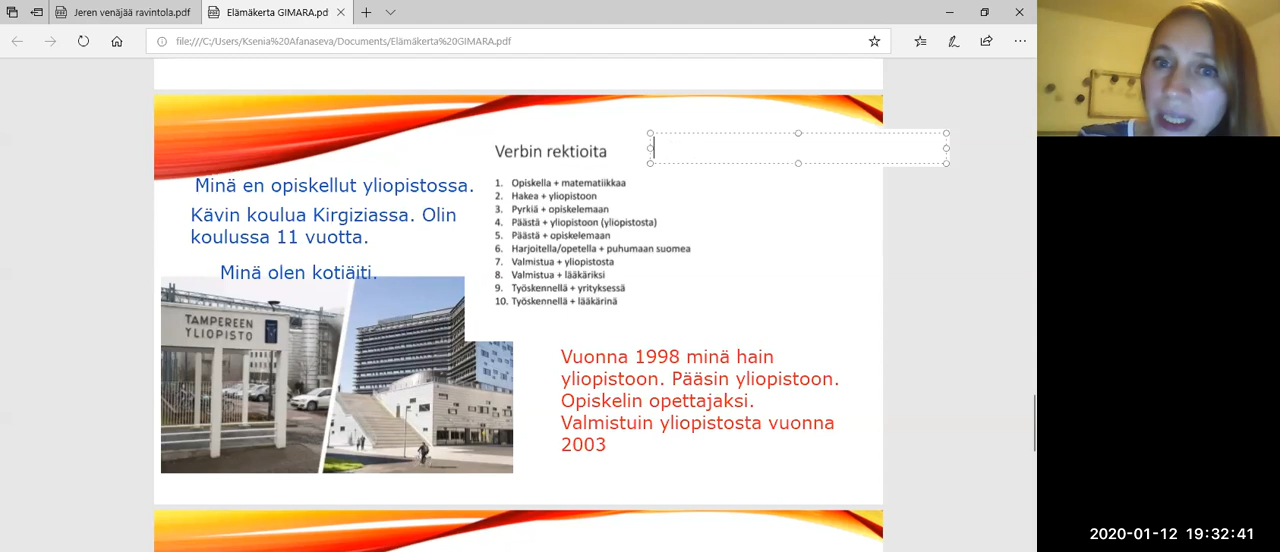 Jeren venäjää ravintola.pdf
Elämäkerta GIMARA.pd
file:///C:/Users/Ksenia%20Afanaseva/Documents/Elämäkerta%20GIMARA.pdf
Verbin rektioita
Minä en opiskellut yliopistossa.
Kävin koulua Kirgiziassa. Olin
koulussa 11 vuotta.
Minä olen kotiäiti.
1. Opiskella + matematiikkaa
2. Hakea + yliopistoon
3. Pyrkiä + opiskelemaan
4. Päästä + yliopistoon (yliopistosta)
5. Päästä + opiskelemaan
6. Harjoitella/opetella + puhumaan suomea
7. Valmistua + yliopistosta
8. Valmistua + lääkäriksi
9. Työskennellä + yrityksessä
10. Työskennellä + lääkärinä
TAMPEREEN
YLIOPISTO
Vuonna 1998 minä hain
yliopistoon. Pääsin yliopistoon.
Opiskelin opettajaksi.
Valmistuin yliopistosta vuonna
2003
2020-01-12 19:32:41